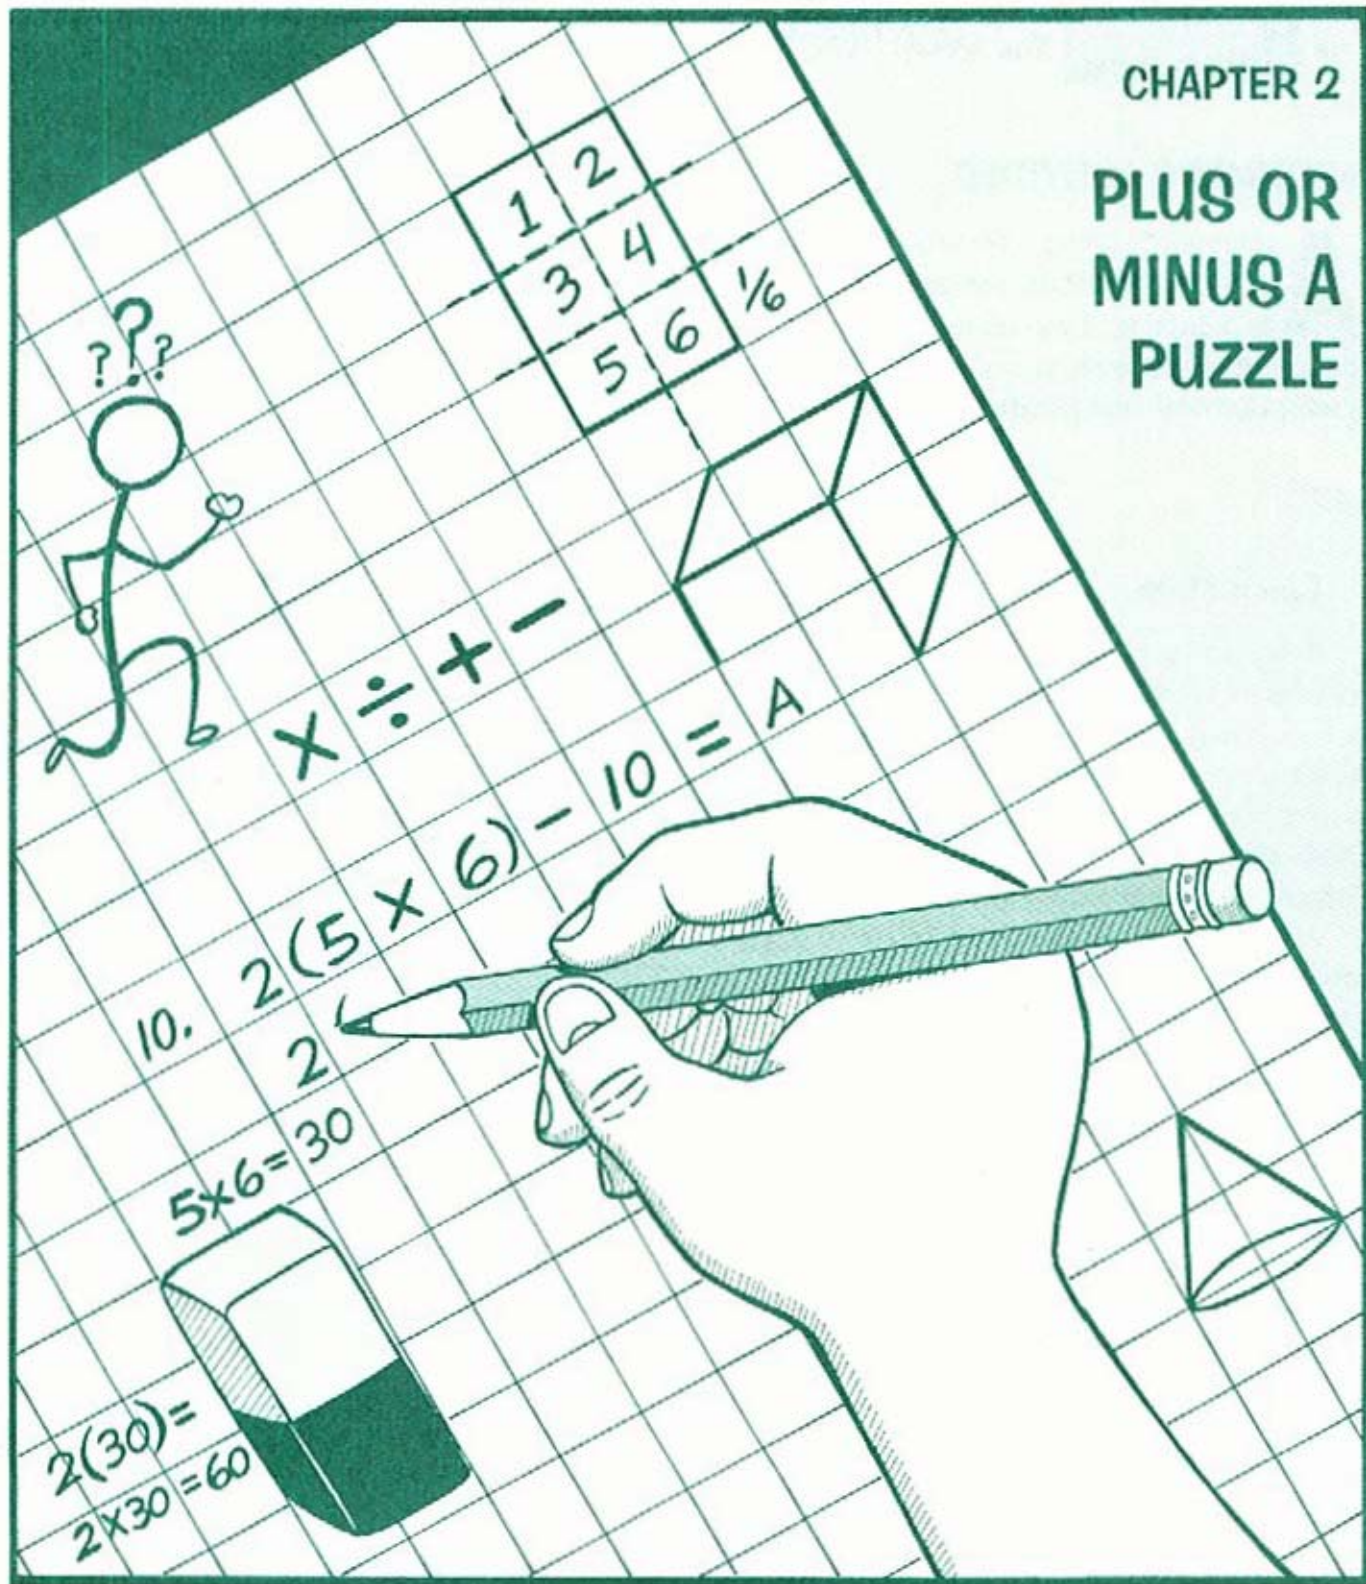 CHAPTER 2
PLUS OR
MINUS A
PUZZLE
1 2
3 4
5 6 1/6
? ? ?
× ÷ + −
10. 2(5 × 6) − 10 = A
2
5×6=30
2(30)=
2×30=60